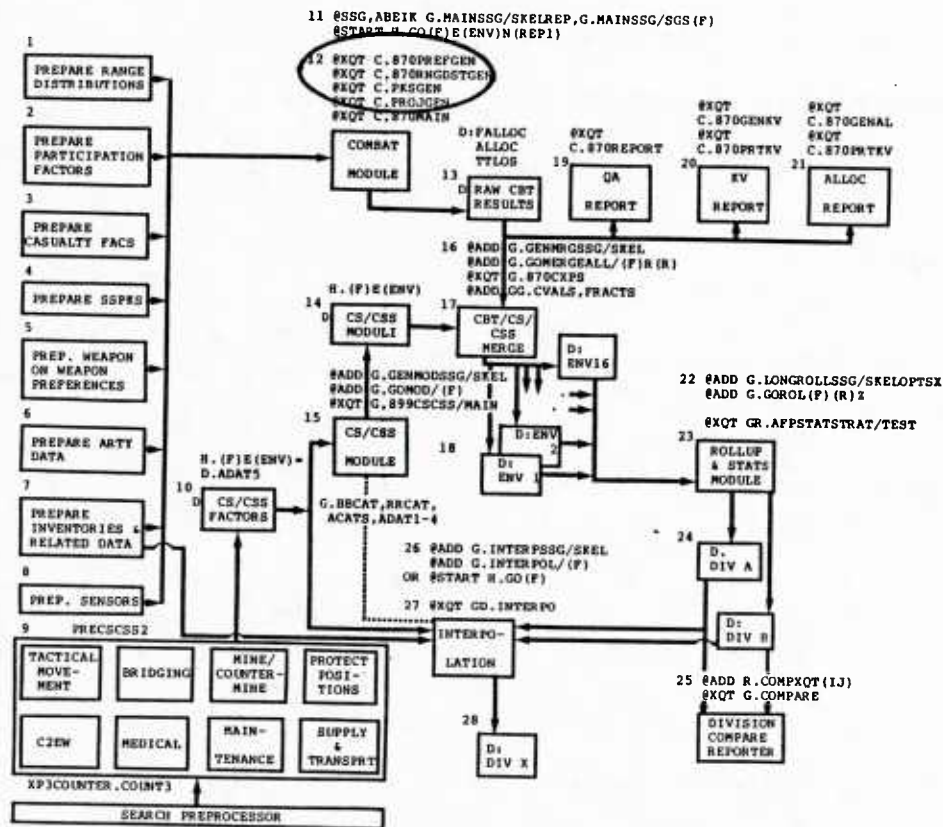 11 @SSG,ABEIK G.MAINSSG/SKELREP,G.MAINSSG/SGS(F)
@START H.GO(F)E(ENV)N(REP1)
12 @XQT C.870PREFGEN
@XQT C.870RNGDSTGEN
@XQT C.PKSGEN
@XQT C.PROJGEN
@XQT C.870MAIN
1
PREPARE RANGE
DISTRIBUTIONS
2
PREPARE
PARTICIPATION
FACTORS
3
PREPARE
CASUALTY FACS
4
PREPARE SSPKS
5
PREP. WEAPON
ON WEAPON
PREFERENCES
6
PREPARE ARTY
DATA
7
PREPARE
INVENTORIES &
RELATED DATA
8
PREP. SENSORS
9 PRECSCSS2
TACTICAL
MOVE-
MENT
BRIDGING
MINE/
COUNTER-
MINE
PROTECT
POSI-
TIONS
C2EW
MEDICAL
MAIN-
TENANCE
SUPPLY
&
TRANSPRT
XP3COUNTER.COUNT3
SEARCH PREPROCESSOR
COMBAT
MODULE
D:FALLOC
ALLOC
TTLOS
13
D RAW CBT
RESULTS
@XQT
C.870REPORT
19
QA
REPORT
@XQT
C.870GENKV
@XQT
C.870PRTKV
20
KV
REPORT
@XQT
C.870GENAL
@XQT
C.870PRTKV
21
ALLOC
REPORT
16 @ADD G.GENMRGSSG/SKEL
@ADD G.GOMERGEALL/(F)R(R)
@XQT G.870CXPS
@ADD GG.CVALS,FRACTS
H.(F)E(ENV)
14
D CS/CSS
MODULI
17
CBT/CS/
CSS
MERGE
D:
ENV16
@ADD G.GENMODSSG/SKEL
@ADD G.GOMOD/(F)
@XQT G.899CSCSS/MAIN
15
CS/CSS
MODULE
18
D:ENV
2
D:
ENV 1
22 @ADD G.LONGROLLSSG/SKELOPTSX
@ADD G.GOROL(F)(R)Z
@XQT GR.AFPSTATSTRAT/TEST
23
ROLLUP
& STATS
MODULE
H.(F)E(ENV)-
D.ADAT5
10
D CS/CSS
FACTORS
G.BBCAT,RRCAT,
ACATS,ADAT1-4
24
D.
DIV A
D:
DIV B
26 @ADD G.INTERPSSG/SKEL
@ADD G.INTERPOL/(F)
OR @START H.GO(F)
27 @XQT GD.INTERPO
INTERPO-
LATION
28
D:
DIV X
25 @ADD R.COMPXQT(IJ)
@XQT G.COMPARE
DIVISION
COMPARE
REPORTER